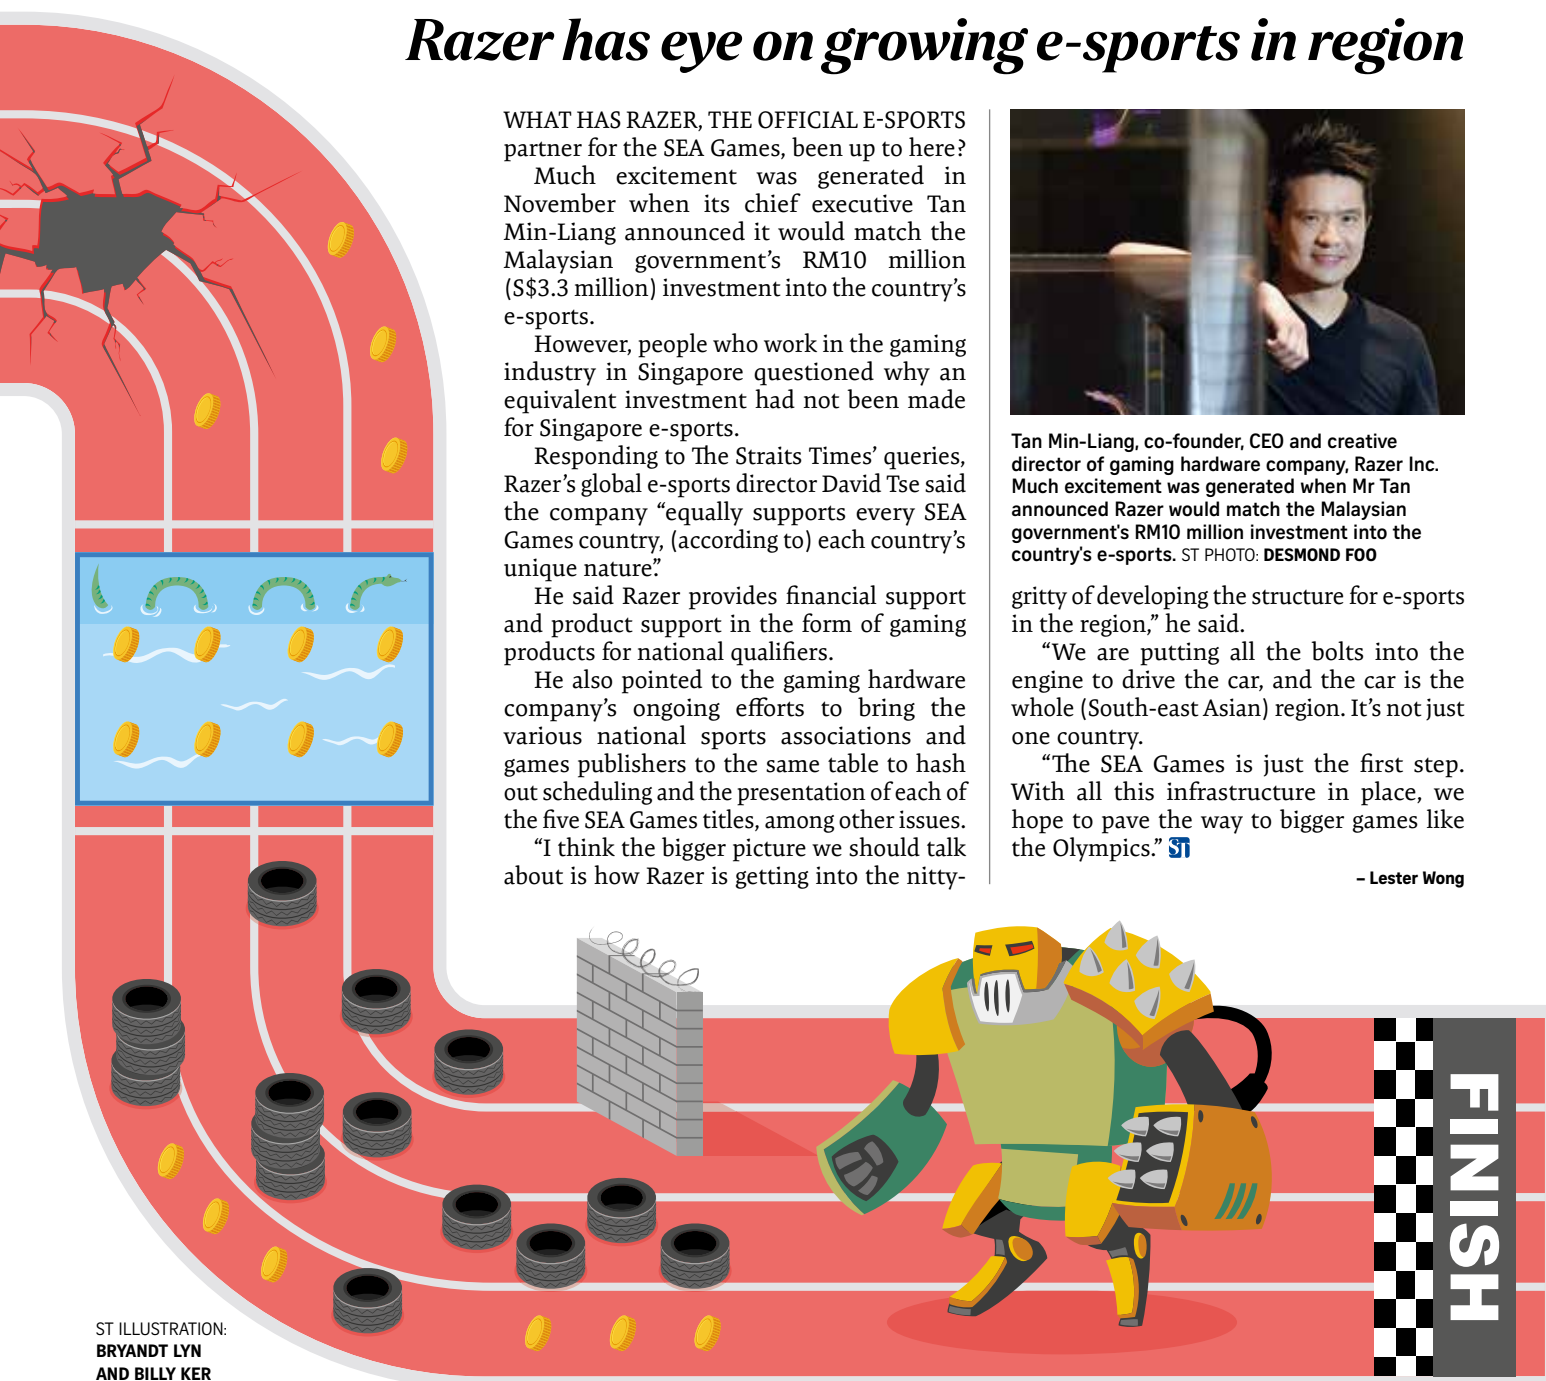 Razer has eye on growing e-sports in region
WHAT HAS RAZER, THE OFFICIAL E-SPORTS
partner for the SEA Games, been up to here?
Much excitement was generated in
November when its chief executive Tan
Min-Liang announced it would match the
Malaysian government’s RM10 million
(S$3.3 million) investment into the country’s
e-sports.
However, people who work in the gaming
industry in Singapore questioned why an
equivalent investment had not been made
for Singapore e-sports.
Responding to The Straits Times’ queries,
Razer’s global e-sports director David Tse said
the company “equally supports every SEA
Games country, (according to) each country’s
unique nature”.
He said Razer provides financial support
and product support in the form of gaming
products for national qualifiers.
He also pointed to the gaming hardware
company’s ongoing efforts to bring the
various national sports associations and
games publishers to the same table to hash
out scheduling and the presentation of each of
the five SEA Games titles, among other issues.
“I think the bigger picture we should talk
about is how Razer is getting into the nitty-
Tan Min-Liang, co-founder, CEO and creative
director of gaming hardware company, Razer Inc.
Much excitement was generated when Mr Tan
announced Razer would match the Malaysian
government's RM10 million investment into the
country's e-sports. ST PHOTO: DESMOND FOO
gritty of developing the structure for e-sports
in the region,” he said.
“We are putting all the bolts into the
engine to drive the car, and the car is the
whole (South-east Asian) region. It’s not just
one country.
“The SEA Games is just the first step.
With all this infrastructure in place, we
hope to pave the way to bigger games like
the Olympics.” ST
– Lester Wong
FINISH
ST ILLUSTRATION:
BRYANDT LYN
AND BILLY KER